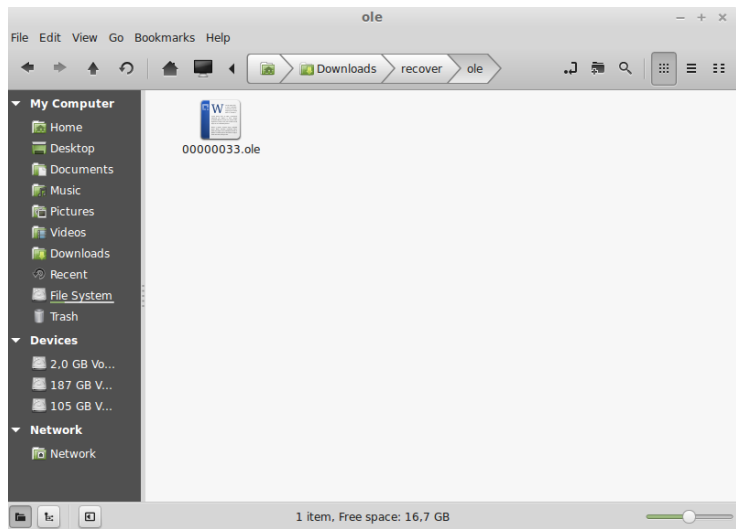 ole
File Edit View Go Bookmarks Help
Downloads recover ole
My Computer
Home
Desktop
Documents
Music
Pictures
Videos
Downloads
Recent
File System
Trash
Devices
2,0 GB Vo...
187 GB V...
105 GB V...
Network
Network
W
00000033.ole
1 item, Free space: 16,7 GB